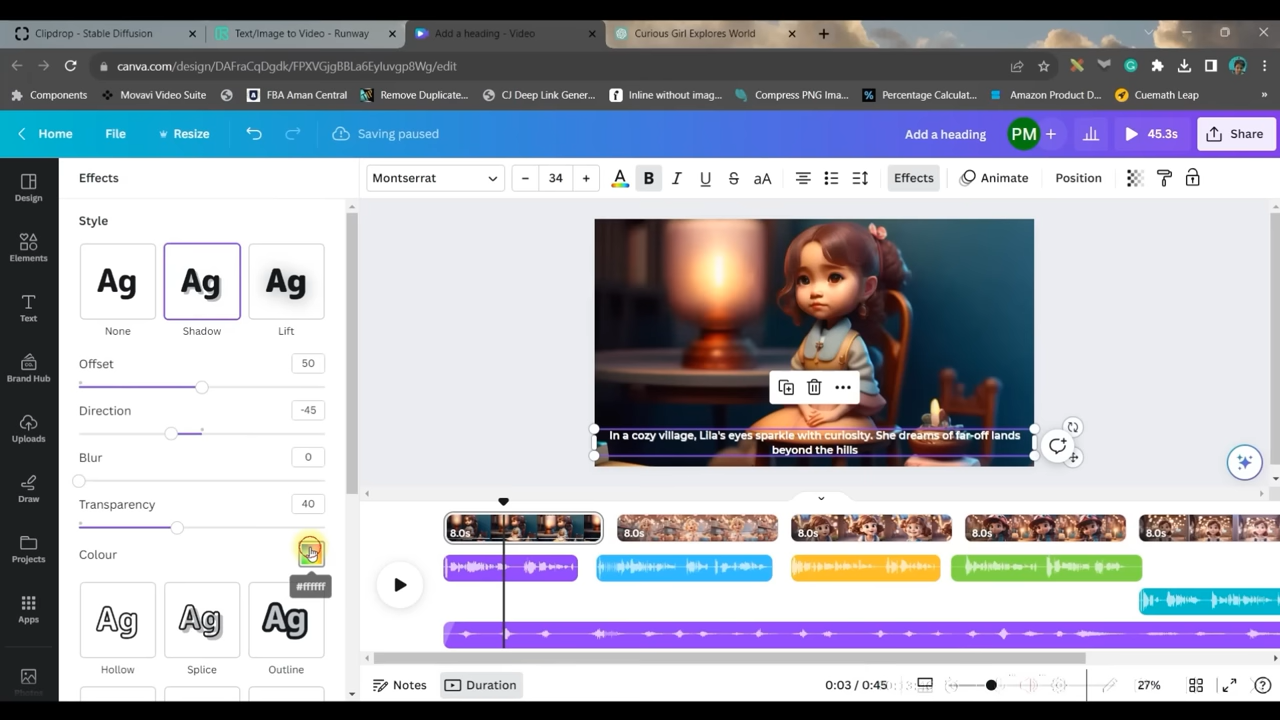 Clipdrop - Stable Diffusion
Text/Image to Video - Runway
Add a heading - Video
Curious Girl Explores World
canva.com/design/DAFraCqDgdk/FPXVGjgBBLa6EyIuvgp8Wg/edit
Components
Movavi Video Suite
FBA Aman Central
Remove Duplicate...
CJ Deep Link Gener...
Inline without imag...
Compress PNG Ima...
Percentage Calculat...
Amazon Product D...
Cuemath Leap
Home
File
Resize
Saving paused
Add a heading
PM
45.3s
Share
Design
Elements
Text
Brand Hub
Uploads
Draw
Projects
Apps
Effects
Montserrat
34
A
B
I
U
S
aA
Effects
Animate
Position
Style
Ag
Ag
Ag
None
Shadow
Lift
Offset
50
Direction
-45
Blur
0
Transparency
40
Colour
#ffffff
Ag
Ag
Ag
Hollow
Splice
Outline
In a cozy village, Lila's eyes sparkle with curiosity. She dreams of far-off lands
beyond the hills
8.0s
8.0s
8.0s
8.0s
8.0s
Notes
Duration
0:03 / 0:45
27%